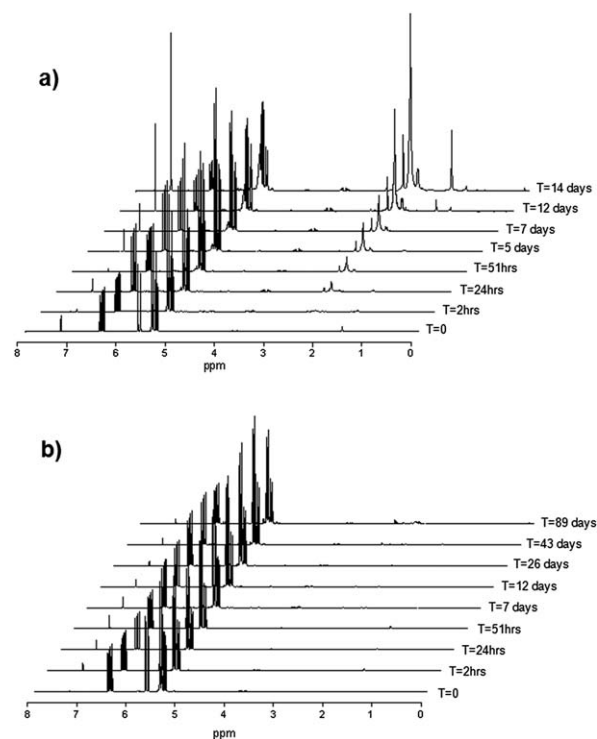 a)
T=14 days
T=12 days
T=7 days
T=5 days
T=51hrs
T=24hrs
T=2hrs
T=0
8 7 6 5 4 3 2 1 0
ppm
b)
T=89 days
T=43 days
T=26 days
T=12 days
T=7 days
T=51hrs
T=24hrs
T=2hrs
T=0
8 7 6 5 4 3 2 1 0
ppm